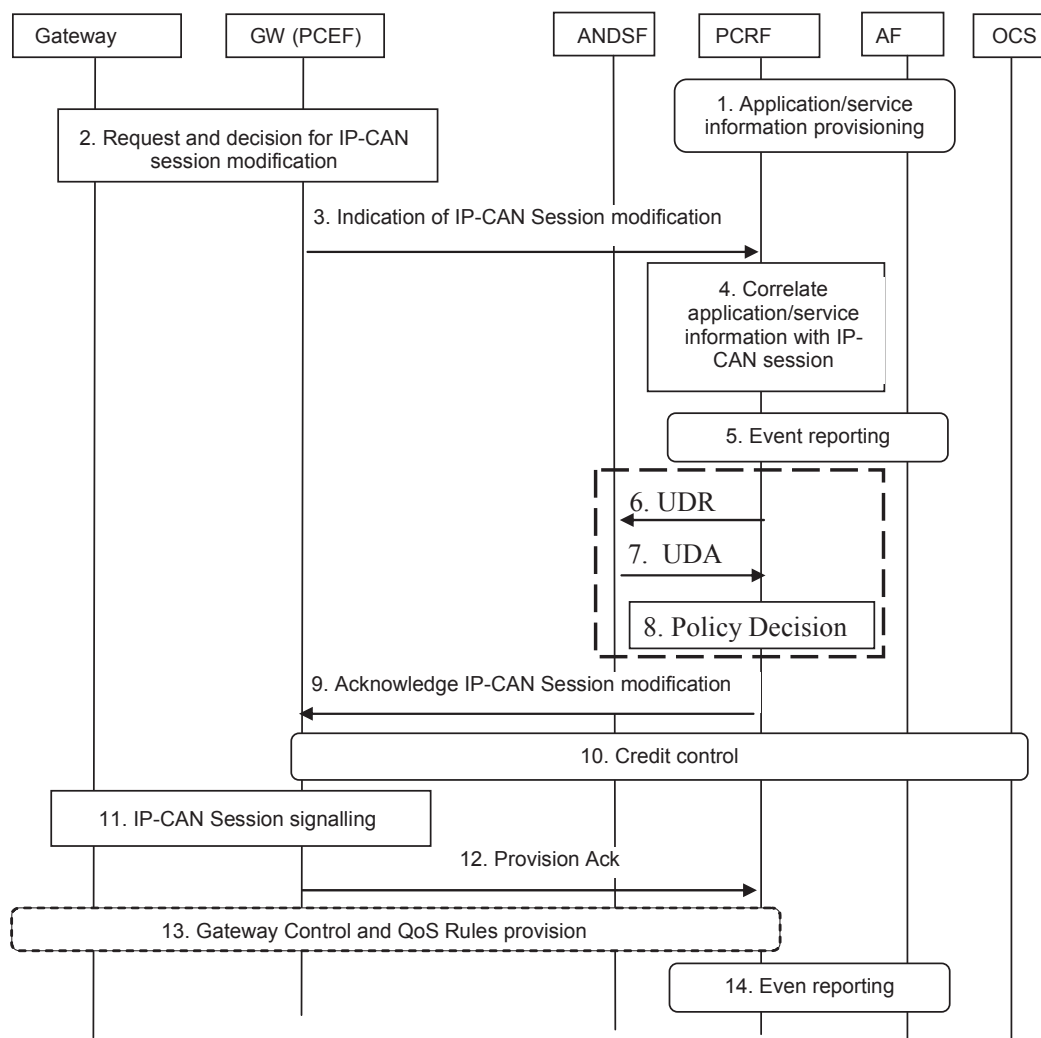 Gateway
GW (PCEF)
ANDSF
PCRF
AF
OCS
1. Application/service
information provisioning
2. Request and decision for IP-CAN
session modification
3. Indication of IP-CAN Session modification
4. Correlate
application/service
information with IP-
CAN session
5. Event reporting
6. UDR
7. UDA
8. Policy Decision
9. Acknowledge IP-CAN Session modification
10. Credit control
11. IP-CAN Session signalling
12. Provision Ack
13. Gateway Control and QoS Rules provision
14. Even reporting